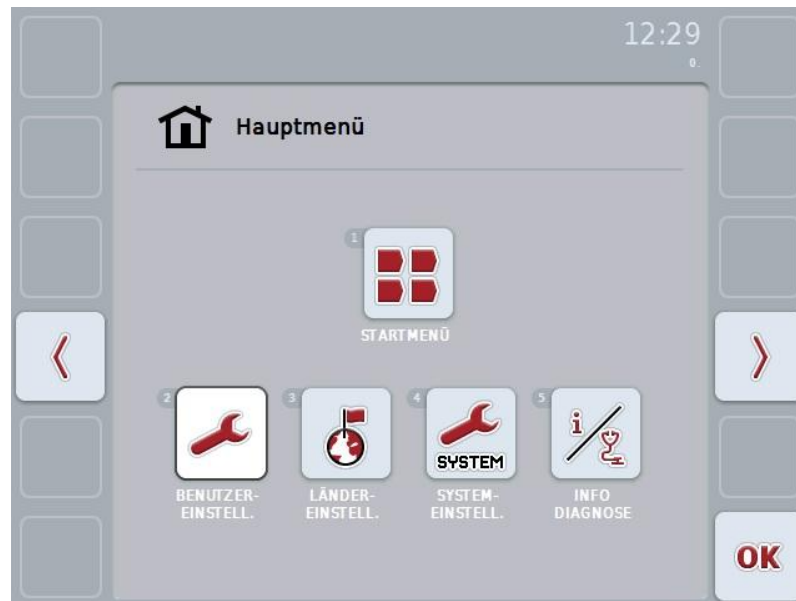 12:29
0.
Hauptmenü
1
STARTMENÜ
2
3
4
5
SYSTEM
i
BENUTZER-
EINSTELL.
LÄNDER-
EINSTELL.
SYSTEM-
EINSTELL.
INFO
DIAGNOSE
OK